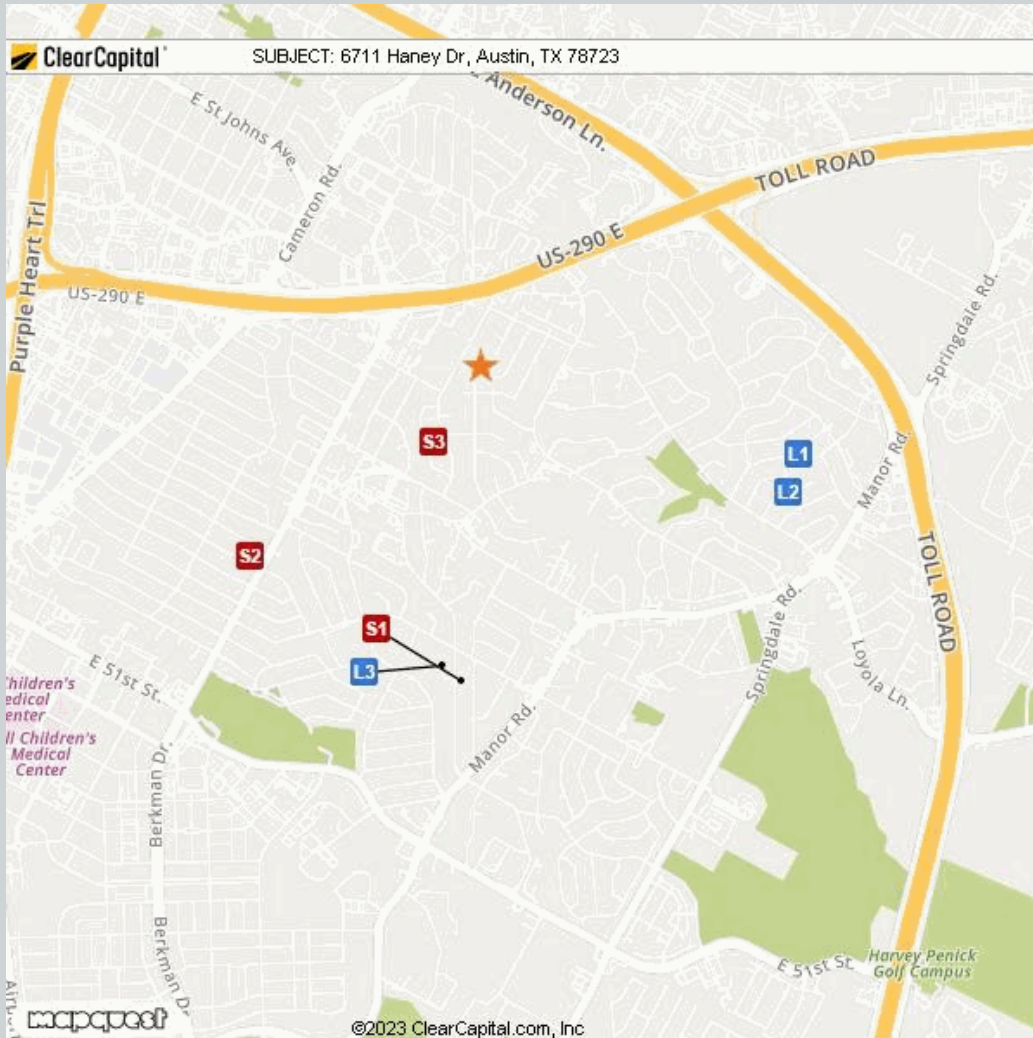 ClearCapital
SUBJECT: 6711 Haney Dr, Austin, TX 78723
Anderson Ln.
E St Johns Ave.
Cameron Rd.
TOLL ROAD
US-290 E
Purple Heart Trl
US-290 E
Springdale Rd.
S3
L1
L2
Manor Rd.
S2
TOLL ROAD
S1
L3
Springdale Rd.
Loyola Ln.
E 51st St.
Children's
Medical
Center
ll Children's
Medical
Center
Manor Rd.
Berkman Dr.
Berkman Dr.
E 51st St.
Harvey Penick
Golf Campus
mapquest
©2023 ClearCapital.com, Inc